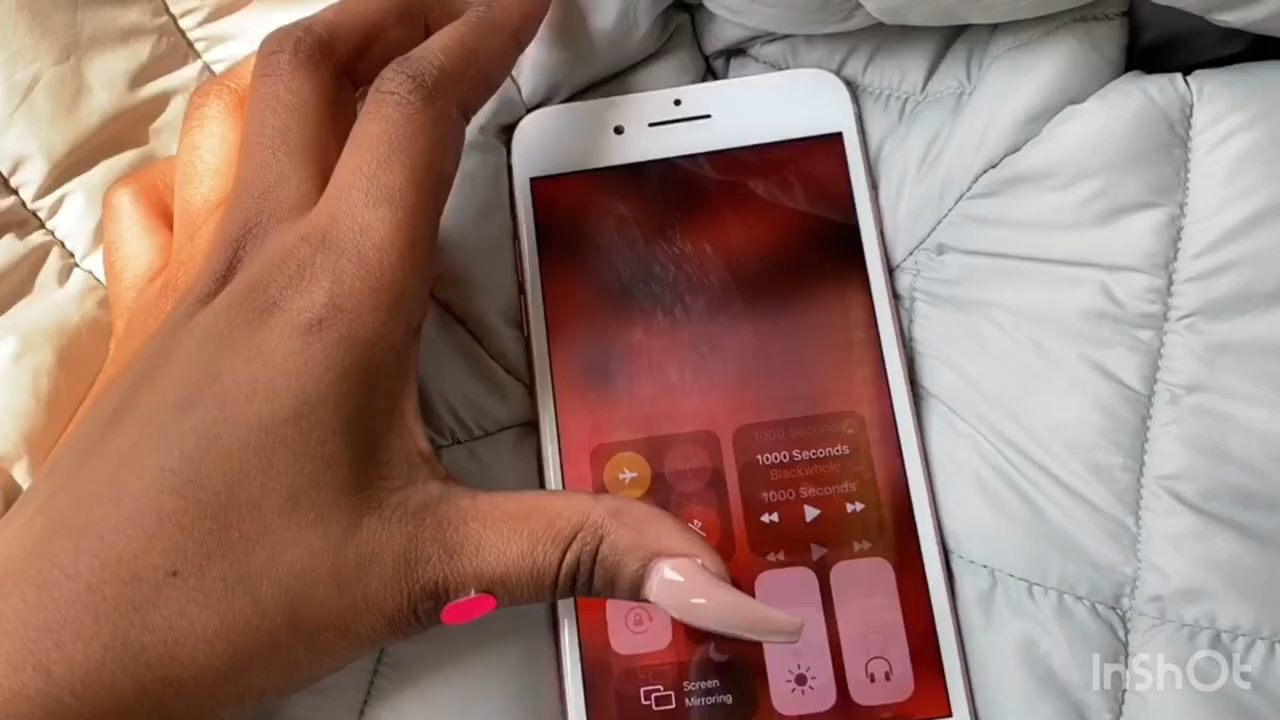 1000 Seconds
1000 Seconds
Blackwhole
1000 Seconds
Screen
Mirroring
InShOt